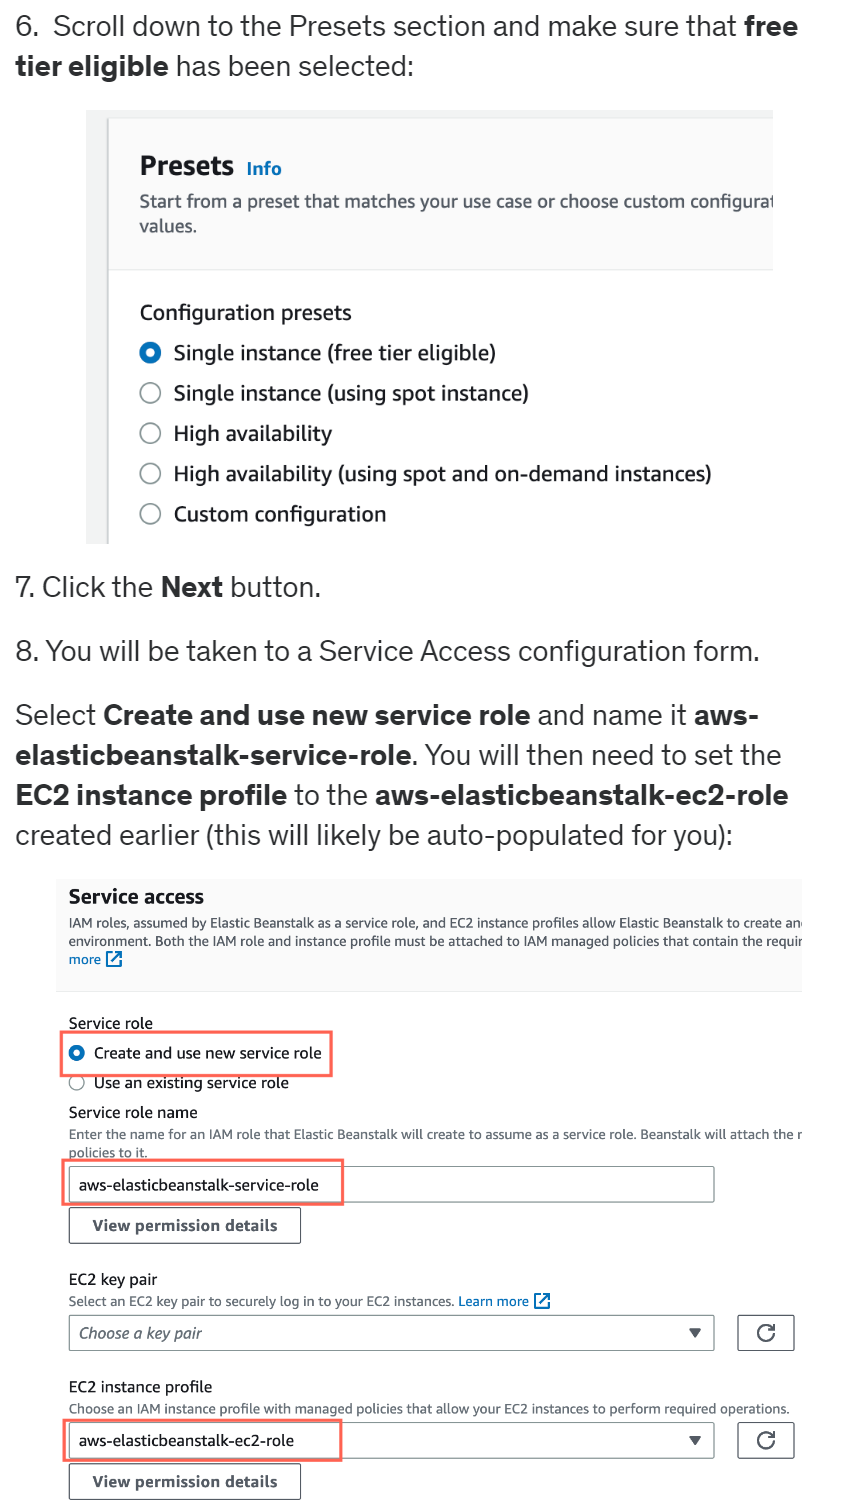 6. Scroll down to the Presets section and make sure that free
tier eligible has been selected:
Presets Info
Start from a preset that matches your use case or choose custom configurat
values.
Configuration presets
Single instance (free tier eligible)
Single instance (using spot instance)
High availability
High availability (using spot and on-demand instances)
Custom configuration
7. Click the Next button.
8. You will be taken to a Service Access configuration form.
Select Create and use new service role and name it aws-
elasticbeanstalk-service-role. You will then need to set the
EC2 instance profile to the aws-elasticbeanstalk-ec2-role
created earlier (this will likely be auto-populated for you):
Service access
IAM roles, assumed by Elastic Beanstalk as a service role, and EC2 instance profiles allow Elastic Beanstalk to create an
environment. Both the IAM role and instance profile must be attached to IAM managed policies that contain the requir
more
Service role
Create and use new service role
Use an existing service role
Service role name
Enter the name for an IAM role that Elastic Beanstalk will create to assume as a service role. Beanstalk will attach the r
policies to it.
aws-elasticbeanstalk-service-role
View permission details
EC2 key pair
Select an EC2 key pair to securely log in to your EC2 instances. Learn more
Choose a key pair
EC2 instance profile
Choose an IAM instance profile with managed policies that allow your EC2 instances to perform required operations.
aws-elasticbeanstalk-ec2-role
View permission details